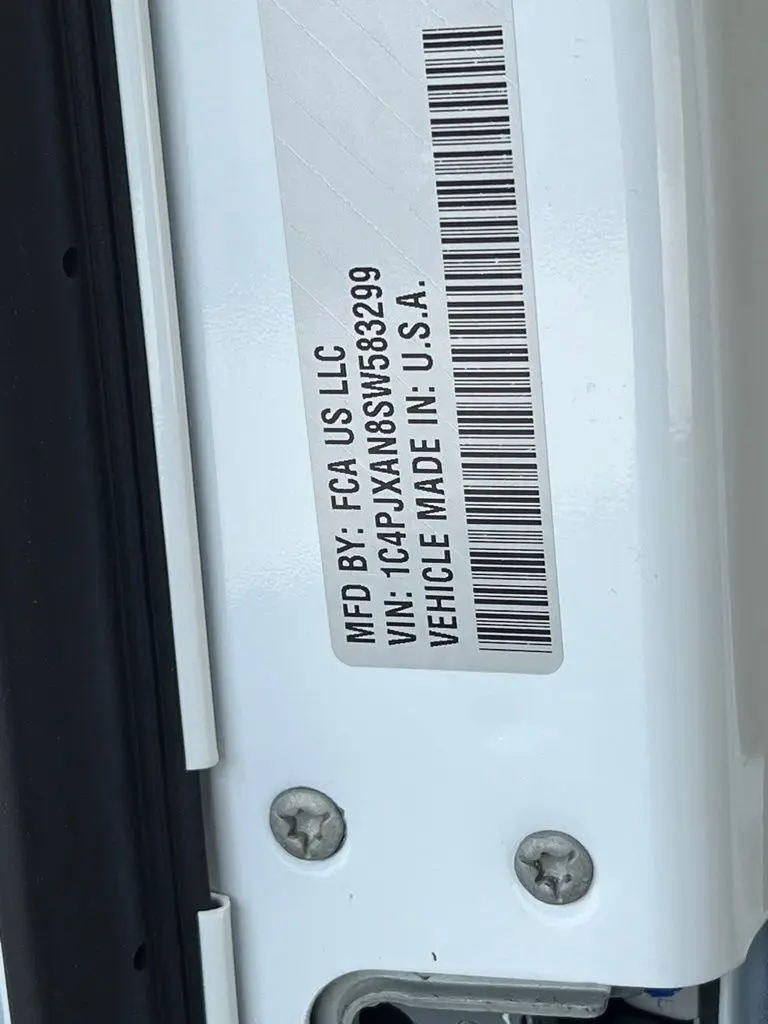 MFD BY: FCA US LLC
VIN: 1C4PJXAN8SW583299
VEHICLE MADE IN: U.S.A.